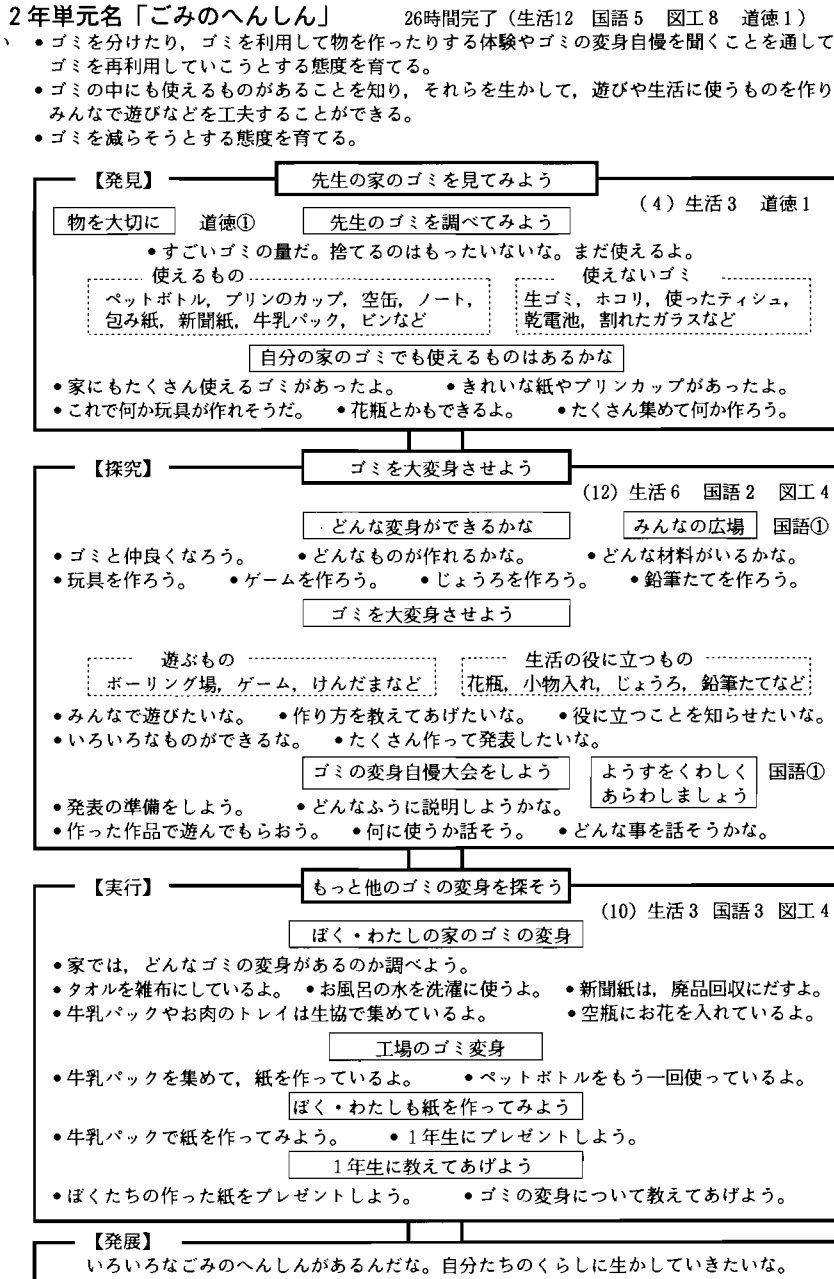 2年単元名「ごみのへんしん」 26時間完了（生活12 国語5 図工8 道徳1）
い •ゴミを分けたり，ゴミを利用して物を作ったりする体験やゴミの変身自慢を聞くことを通して
ゴミを再利用していこうとする態度を育てる。
•ゴミの中にも使えるものがあることを知り，それらを生かして，遊びや生活に使うものを作り
みんなで遊びなどを工夫することができる。
•ゴミを減らそうとする態度を育てる。
【発見】 先生の家のゴミを見てみよう
（4）生活3 道徳1
物を大切に 道徳① 先生のゴミを調べてみよう
•すごいゴミの量だ。捨てるのはもったいないな。まだ使えるよ。
使えるもの 使えないゴミ
ペットボトル，プリンのカップ，空缶，ノート， 生ゴミ，ホコリ，使ったティシュ，
包み紙，新聞紙，牛乳パック，ビンなど 乾電池，割れたガラスなど
自分の家のゴミでも使えるものはあるかな
•家にもたくさん使えるゴミがあったよ。 •きれいな紙やプリンカップがあったよ。
•これで何か玩具が作れそうだ。 •花瓶とかもできるよ。 •たくさん集めて何か作ろう。
【探究】 ゴミを大変身させよう
（12）生活6 国語2 図工4
どんな変身ができるかな みんなの広場 国語①
•ゴミと仲良くなろう。 •どんなものが作れるかな。 •どんな材料がいるかな。
•玩具を作ろう。 •ゲームを作ろう。 •じょうろを作ろう。 •鉛筆たてを作ろう。
ゴミを大変身させよう
遊ぶもの 生活の役に立つもの
ボーリング場，ゲーム，けんだまなど 花瓶，小物入れ，じょうろ，鉛筆たてなど
•みんなで遊びたいな。 •作り方を教えてあげたいな。 •役に立つことを知らせたいな。
•いろいろなものができるな。 •たくさん作って発表したいな。
ゴミの変身自慢大会をしよう ようすをくわしく 国語①
あらわしましょう
•発表の準備をしよう。 •どんなふうに説明しようかな。
•作った作品で遊んでもらおう。 •何に使うか話そう。 •どんな事を話そうかな。
【実行】 もっと他のゴミの変身を探そう
（10）生活3 国語3 図工4
ぼく・わたしの家のゴミの変身
•家では，どんなゴミの変身があるのか調べよう。
•タオルを雑布にしているよ。 •お風呂の水を洗濯に使うよ。 •新聞紙は，廃品回収にだすよ。
•牛乳パックやお肉のトレイは生協で集めているよ。 •空瓶にお花を入れているよ。
工場のゴミ変身
•牛乳パックを集めて，紙を作っているよ。 •ペットボトルをもう一回使っているよ。
ぼく・わたしも紙を作ってみよう
•牛乳パックで紙を作ってみよう。 •1年生にプレゼントしよう。
1年生に教えてあげよう
•ぼくたちの作った紙をプレゼントしよう。 •ゴミの変身について教えてあげよう。
【発展】
いろいろなごみのへんしんがあるんだな。自分たちのくらしに生かしていきたいな。